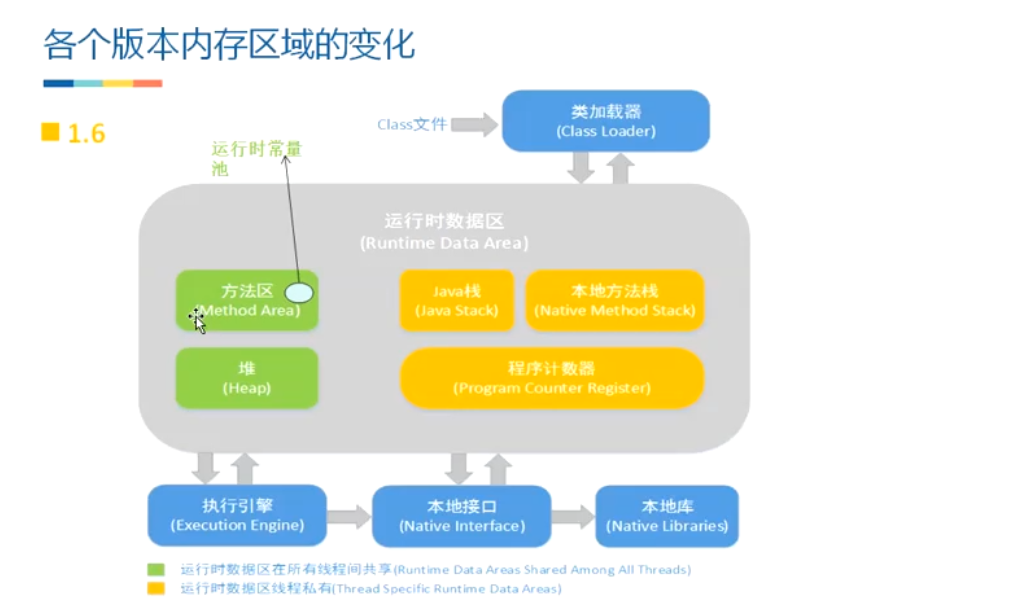 各个版本内存区域的变化
1.6
Class文件
类加载器
(Class Loader)
运行时常量
池
运行时数据区
(Runtime Data Area)
方法区
(Method Area)
Java栈
(Java Stack)
本地方法栈
(Native Method Stack)
堆
(Heap)
程序计数器
(Program Counter Register)
执行引擎
(Execution Engine)
本地接口
(Native Interface)
本地库
(Native Libraries)
运行时数据区在所有线程间共享(Runtime Data Areas Shared Among All Threads)
运行时数据区线程私有(Thread Specific Runtime Data Areas)